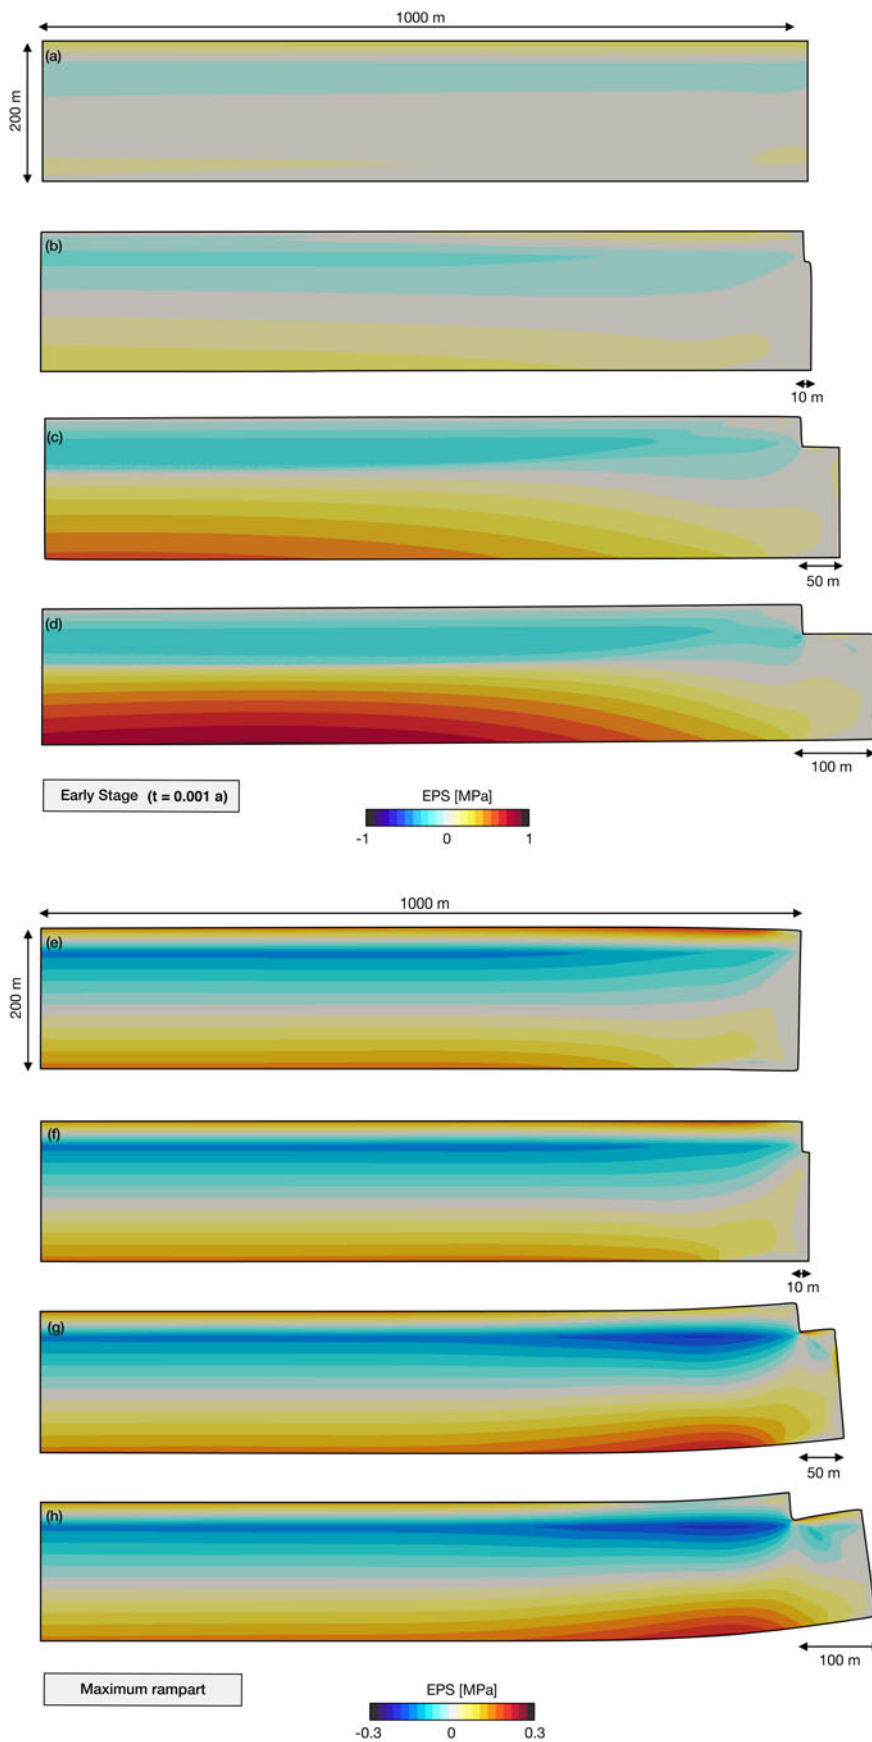 1000 m
(a)
200 m
(b)
10 m
(c)
50 m
(d)
100 m
Early Stage (t = 0.001 a)
EPS [MPa]
-1 0 1
1000 m
(e)
200 m
(f)
10 m
(g)
50 m
(h)
100 m
Maximum rampart
EPS [MPa]
-0.3 0 0.3